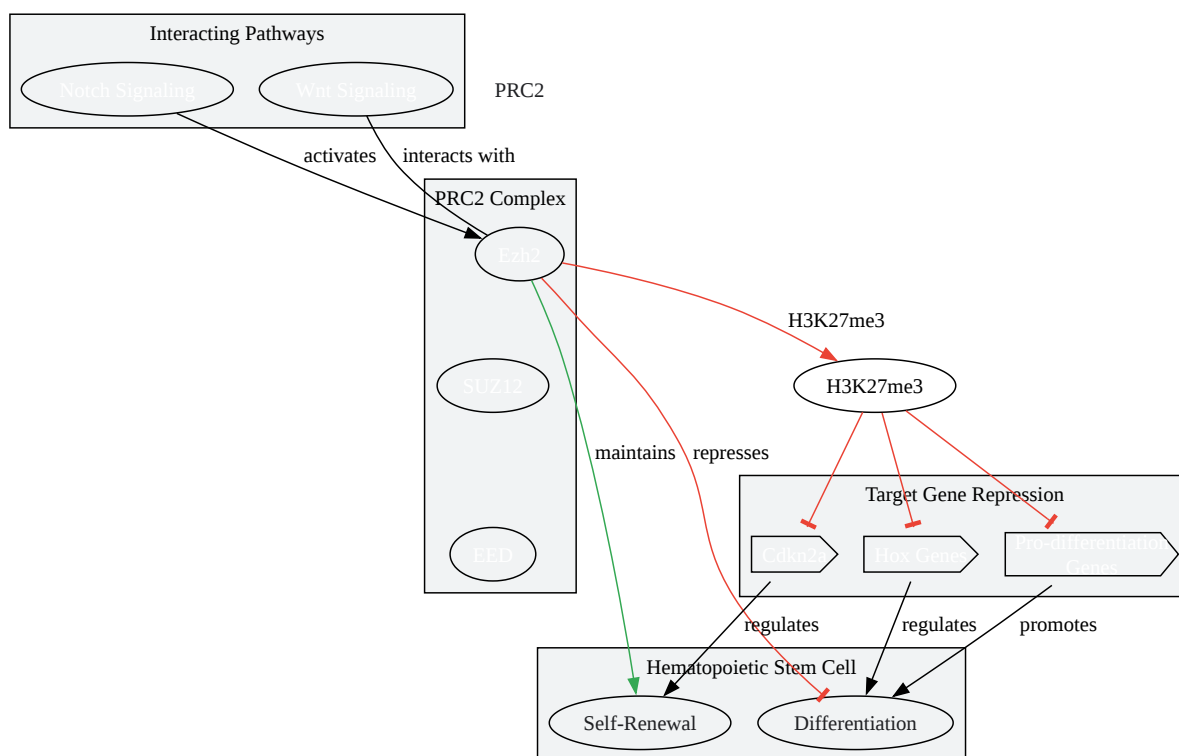 Interacting Pathways
Notch Signaling
Wnt Signaling
PRC2
activates
interacts with
PRC2 Complex
Ezh2
H3K27me3
SUZ12
H3K27me3
maintains
represses
Target Gene Repression
EED
Cdkn2a
Hox Genes
Pro-differentiation
Genes
regulates
regulates
promotes
Hematopoietic Stem Cell
Self-Renewal
Differentiation